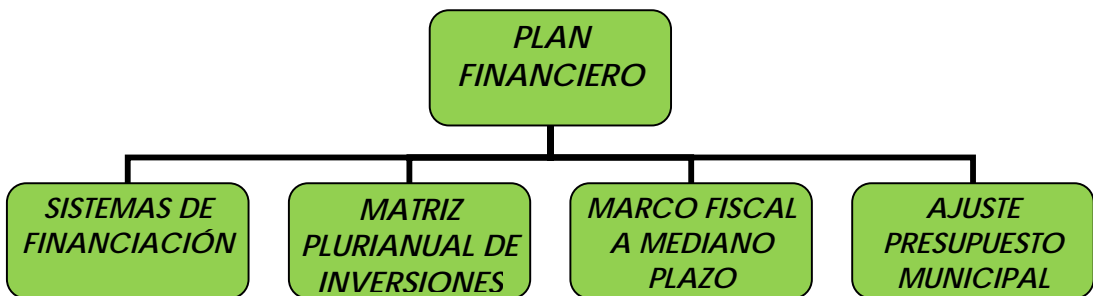 PLAN
FINANCIERO
SISTEMAS DE
FINANCIACIÓN
MATRIZ
PLURIANUAL DE
INVERSIONES
MARCO FISCAL
A MEDIANO
PLAZO
AJUSTE
PRESUPUESTO
MUNICIPAL